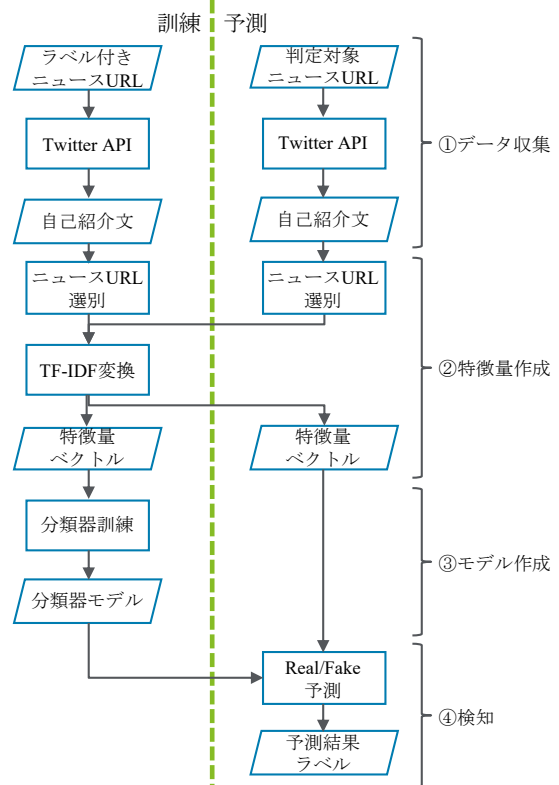 訓練 予測
ラベル付き
ニュースURL
判定対象
ニュースURL
Twitter API
Twitter API
①データ収集
自己紹介文
自己紹介文
ニュースURL
選別
ニュースURL
選別
TF-IDF変換
②特徴量作成
特徴量
ベクトル
特徴量
ベクトル
分類器訓練
③モデル作成
分類器モデル
Real/Fake
予測
④検知
予測結果
ラベル